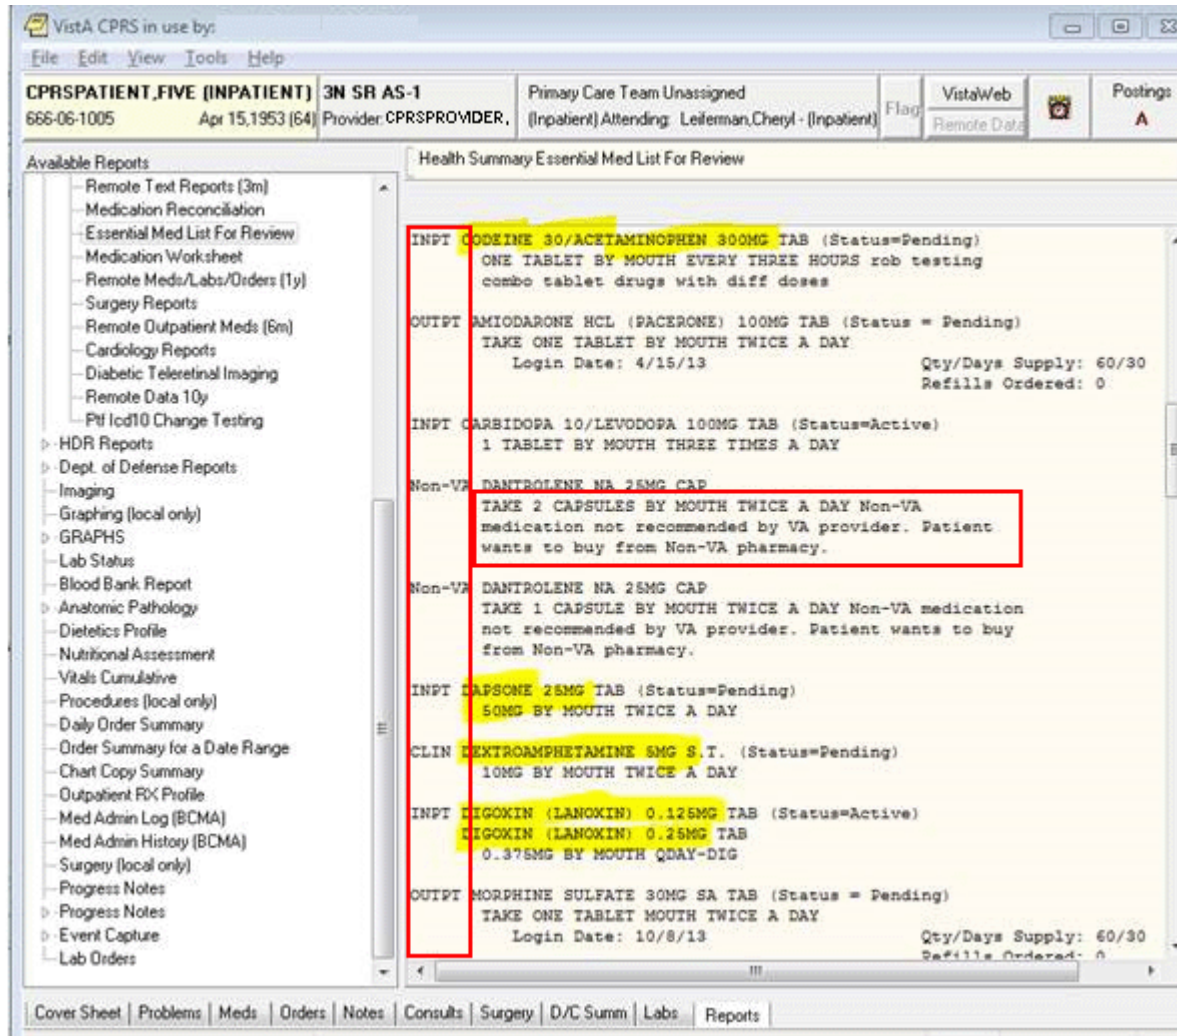 VistA CPRS in use by:
File Edit View Tools Help
CPRSPATIENT,FIVE (INPATIENT) 3N SR AS-1 Primary Care Team Unassigned Flag VistaWeb Postings
666-06-1005 Apr 15,1953 (64) Provider: CPRSPROVIDER, (Inpatient) Attending: Leiferman,Cheryl - (Inpatient) Remote Data A
Available Reports
Remote Text Reports (3m)
Medication Reconciliation
Essential Med List For Review
Medication Worksheet
Remote Meds/Labs/Orders (1y)
Surgery Reports
Remote Outpatient Meds (6m)
Cardiology Reports
Diabetic Teleretinal Imaging
Remote Data 10y
Ptf Icd10 Change Testing
HDR Reports
Dept. of Defense Reports
Imaging
Graphing (local only)
GRAPHS
Lab Status
Blood Bank Report
Anatomic Pathology
Dietetics Profile
Nutritional Assessment
Vitals Cumulative
Procedures (local only)
Daily Order Summary
Order Summary for a Date Range
Chart Copy Summary
Outpatient RX Profile
Med Admin Log (BCMA)
Med Admin History (BCMA)
Surgery (local only)
Progress Notes
Progress Notes
Event Capture
Lab Orders
Health Summary Essential Med List For Review
INPT CODEINE 30/ACETAMINOPHEN 300MG TAB (Status=Pending)
ONE TABLET BY MOUTH EVERY THREE HOURS rob testing
combo tablet drugs with diff doses
OUTPT AMIODARONE HCL (PACERONE) 100MG TAB (Status = Pending)
TAKE ONE TABLET BY MOUTH TWICE A DAY
Login Date: 4/15/13 Qty/Days Supply: 60/30
Refills Ordered: 0
INPT CARBIDOPA 10/LEVODOPA 100MG TAB (Status=Active)
1 TABLET BY MOUTH THREE TIMES A DAY
Non-VA DANTROLENE NA 25MG CAP
TAKE 2 CAPSULES BY MOUTH TWICE A DAY Non-VA
medication not recommended by VA provider. Patient
wants to buy from Non-VA pharmacy.
Non-VA DANTROLENE NA 25MG CAP
TAKE 1 CAPSULE BY MOUTH TWICE A DAY Non-VA medication
not recommended by VA provider. Patient wants to buy
from Non-VA pharmacy.
INPT DAPSONE 25MG TAB (Status=Pending)
50MG BY MOUTH TWICE A DAY
CLIN DEXTROAMPHETAMINE 5MG S.T. (Status=Pending)
10MG BY MOUTH TWICE A DAY
INPT DIGOXIN (LANOXIN) 0.125MG TAB (Status=Active)
DIGOXIN (LANOXIN) 0.25MG TAB
0.375MG BY MOUTH QDAY-DIG
OUTPT MORPHINE SULFATE 30MG SA TAB (Status = Pending)
TAKE ONE TABLET MOUTH TWICE A DAY
Login Date: 10/8/13 Qty/Days Supply: 60/30
Refills Ordered: 0
Cover Sheet Problems Meds Orders Notes Consults Surgery D/C Summ Labs Reports